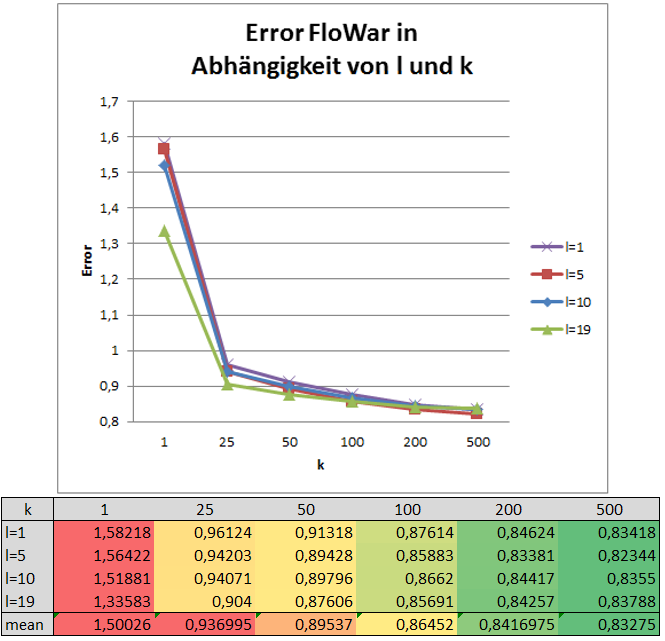 Error FloWar in
Abhängigkeit von l und k
1,7
1,6
1,5
1,4
1,3
1,2
1,1
1
0,9
0,8
Error
1 25 50 100 200 500
k
l=1
l=5
l=10
l=19
k 1 25 50 100 200 500
l=1 1,58218 0,96124 0,91318 0,87614 0,84624 0,83418
l=5 1,56422 0,94203 0,89428 0,85883 0,83381 0,82344
l=10 1,51881 0,94071 0,89796 0,8662 0,84417 0,8355
l=19 1,33583 0,904 0,87606 0,85691 0,84257 0,83788
mean 1,50026 0,936995 0,89537 0,86452 0,8416975 0,83275